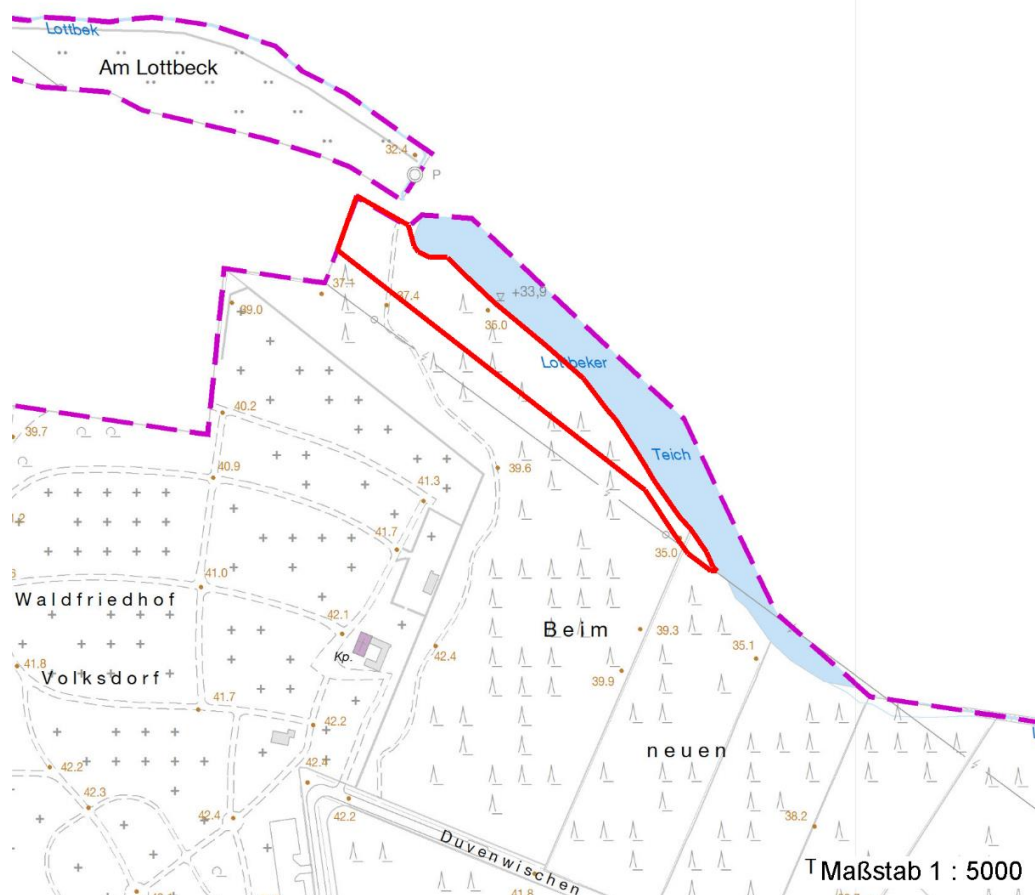 Lottbek
Am Lottbeck
32.4
P
37.1
37.4
+33,9
39.0
35.0
Lottbeker
40.2
39.7
Teich
40.9
39.6
41.3
41.7
35.0
41.0
Waldfriedhof
42.1
Beim
39.3
42.4
35.1
Kp.
41.8
Volksdorf
39.9
41.7
42.2
neuen
42.2
42.4
42.3
42.2
42.4
38.2
Duvenwischen
41.8
T Maßstab 1 : 5000